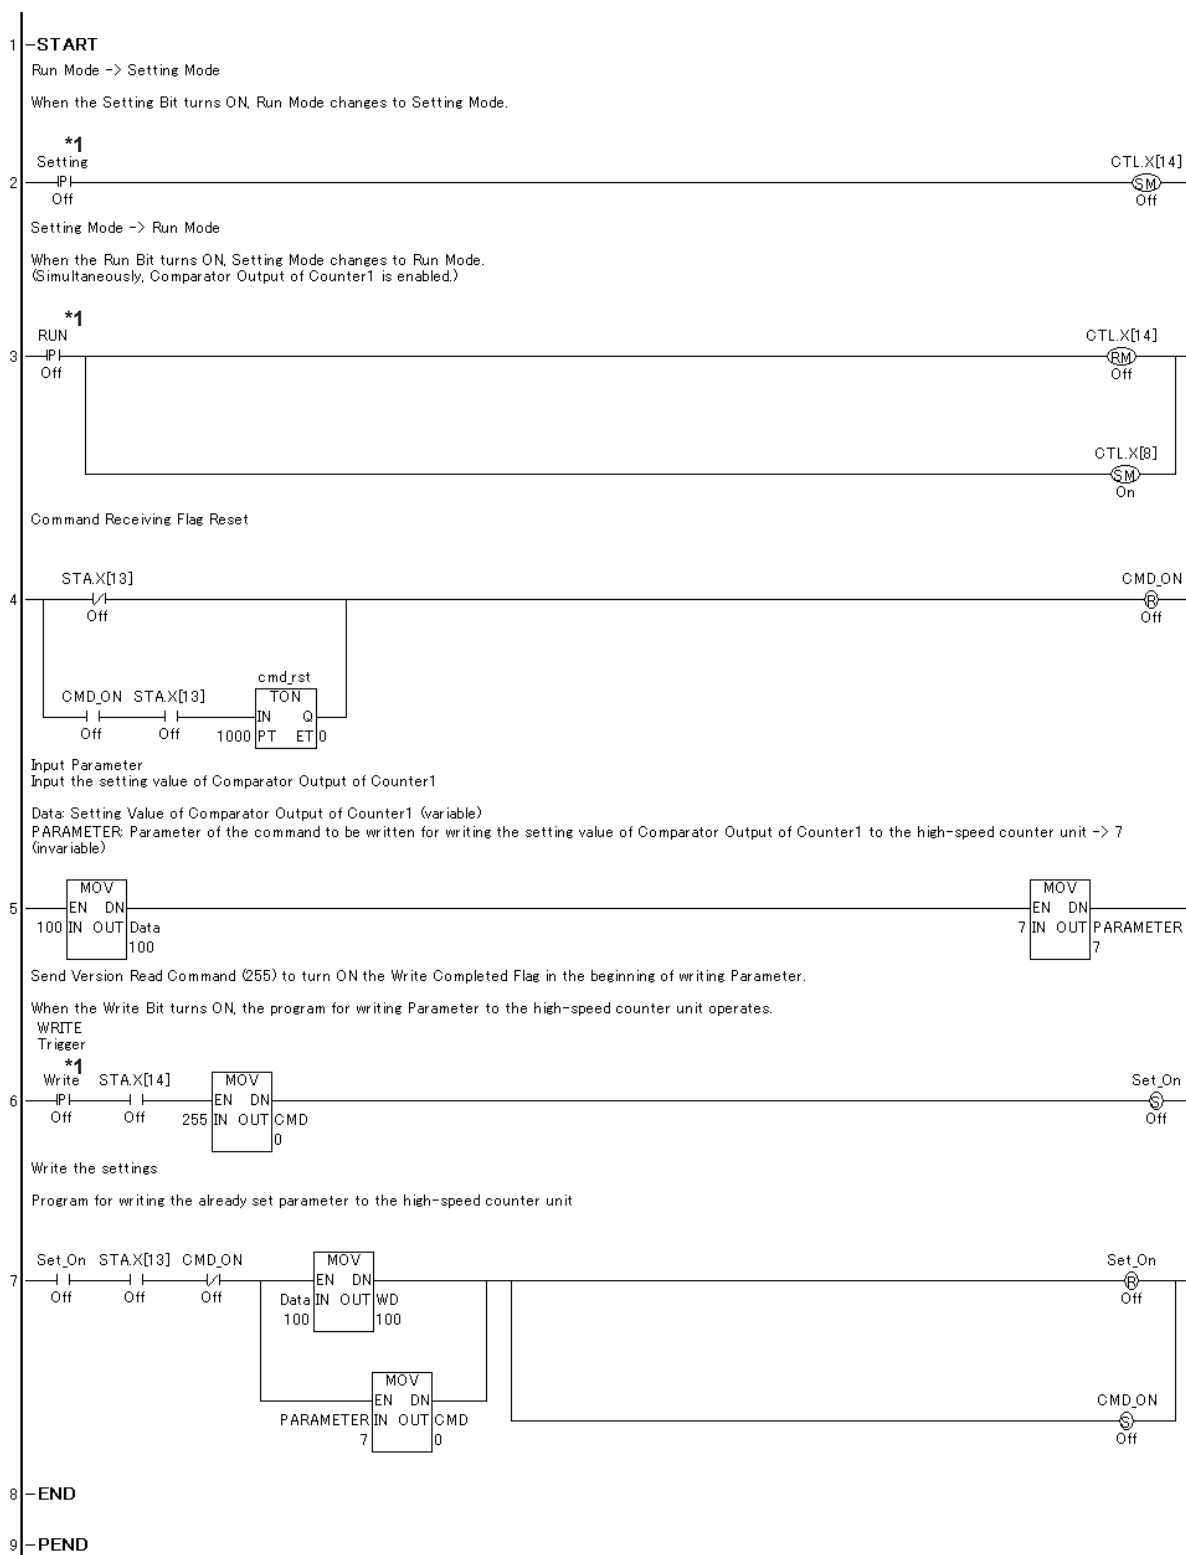 1 -START
Run Mode -> Setting Mode
When the Setting Bit turns ON, Run Mode changes to Setting Mode.
*1
Setting CTL.X[14]
2 P SM
Off Off
Setting Mode -> Run Mode
When the Run Bit turns ON, Setting Mode changes to Run Mode.
(Simultaneously, Comparator Output of Counter1 is enabled.)
*1
RUN CTL.X[14]
3 P RM
Off Off
CTL.X[8]
SM
On
Command Receiving Flag Reset
STA.X[13] CMD_ON
4 R
Off Off
cmd_rst
CMD_ON STA.X[13] TON
IN Q
Off Off 1000 PT ET 0
Input Parameter
Input the setting value of Comparator Output of Counter1
Data: Setting Value of Comparator Output of Counter1 (variable)
PARAMETER: Parameter of the command to be written for writing the setting value of Comparator Output of Counter1 to the high-speed counter unit -> 7
(invariable)
MOV MOV
5 EN DN EN DN
100 IN OUT Data 7 IN OUT PARAMETER
100 7
Send Version Read Command (255) to turn ON the Write Completed Flag in the beginning of writing Parameter.
When the Write Bit turns ON, the program for writing Parameter to the high-speed counter unit operates.
WRITE
Trigger
*1
Write STA.X[14] MOV Set_On
6 P EN DN S
Off Off 255 IN OUT CMD Off
0
Write the settings
Program for writing the already set parameter to the high-speed counter unit
Set_On STA.X[13] CMD_ON MOV Set_On
7 EN DN R
Off Off Off Data IN OUT WD Off
100 100
MOV
EN DN CMD_ON
PARAMETER IN OUT CMD S
7 0 Off
8 -END
9 -PEND